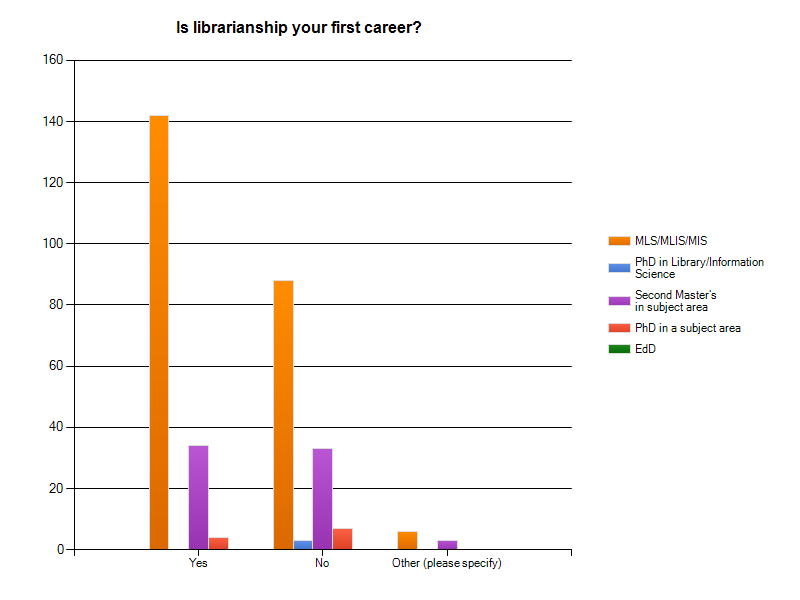 Is librarianship your first career?
160
140
120
100
80
60
40
20
0
Yes
No
Other (please specify)
MLS/MLIS/MIS
PhD in Library/Information
Science
Second Master's
in subject area
PhD in a subject area
EdD